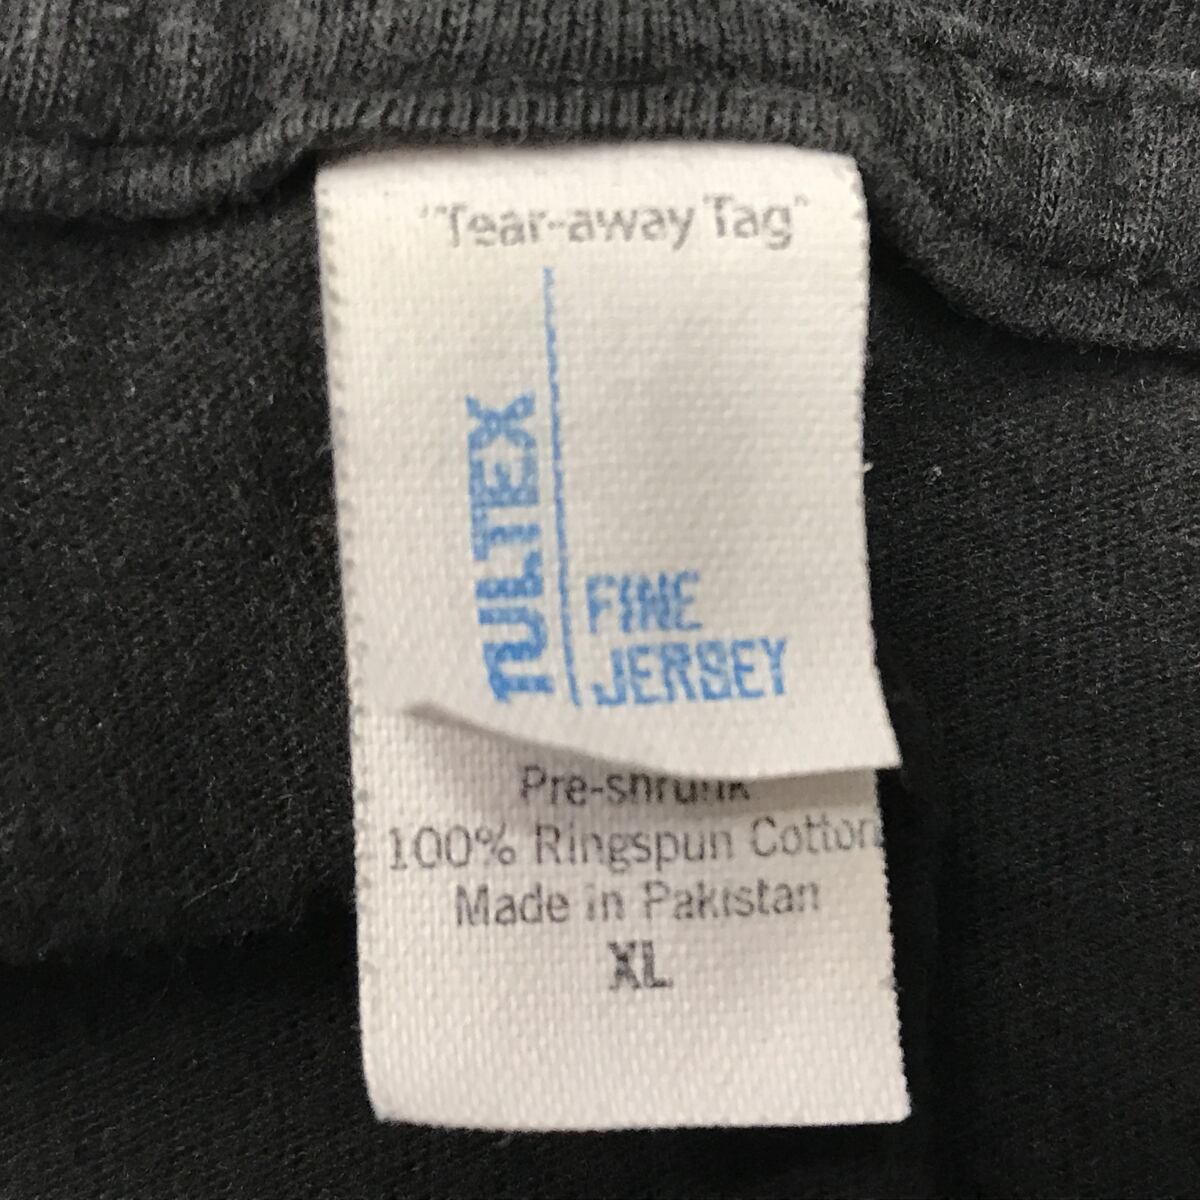 "Tear-away Tag"
TULTEX
FINE
JERSEY
Pre-shrunk
100% Ringspun Cotton
Made in Pakistan
XL